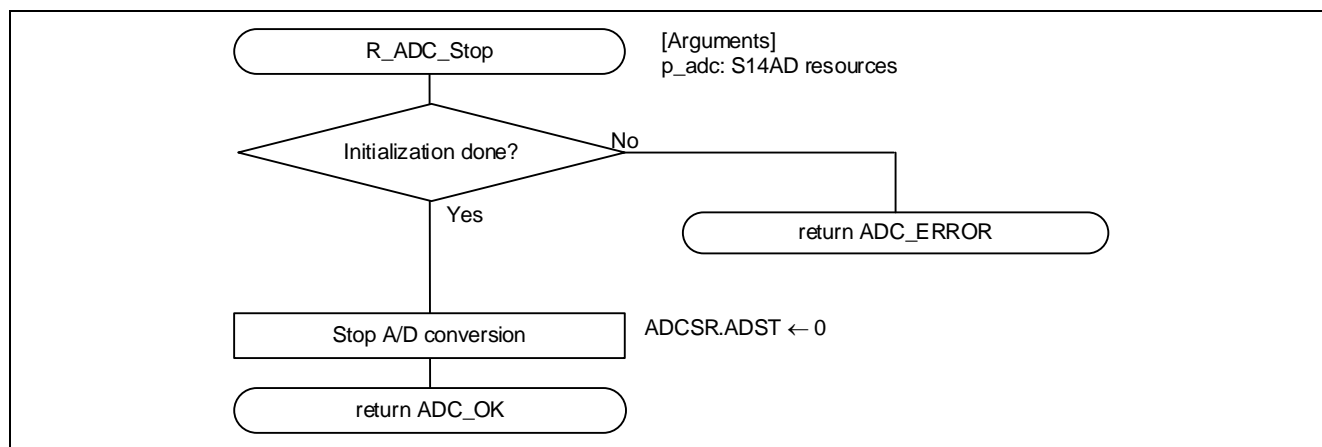 R_ADC_Stop
[Arguments]
p_adc: S14AD resources
Initialization done?
No
Yes
return ADC_ERROR
Stop A/D conversion
ADCSR.ADST ← 0
return ADC_OK